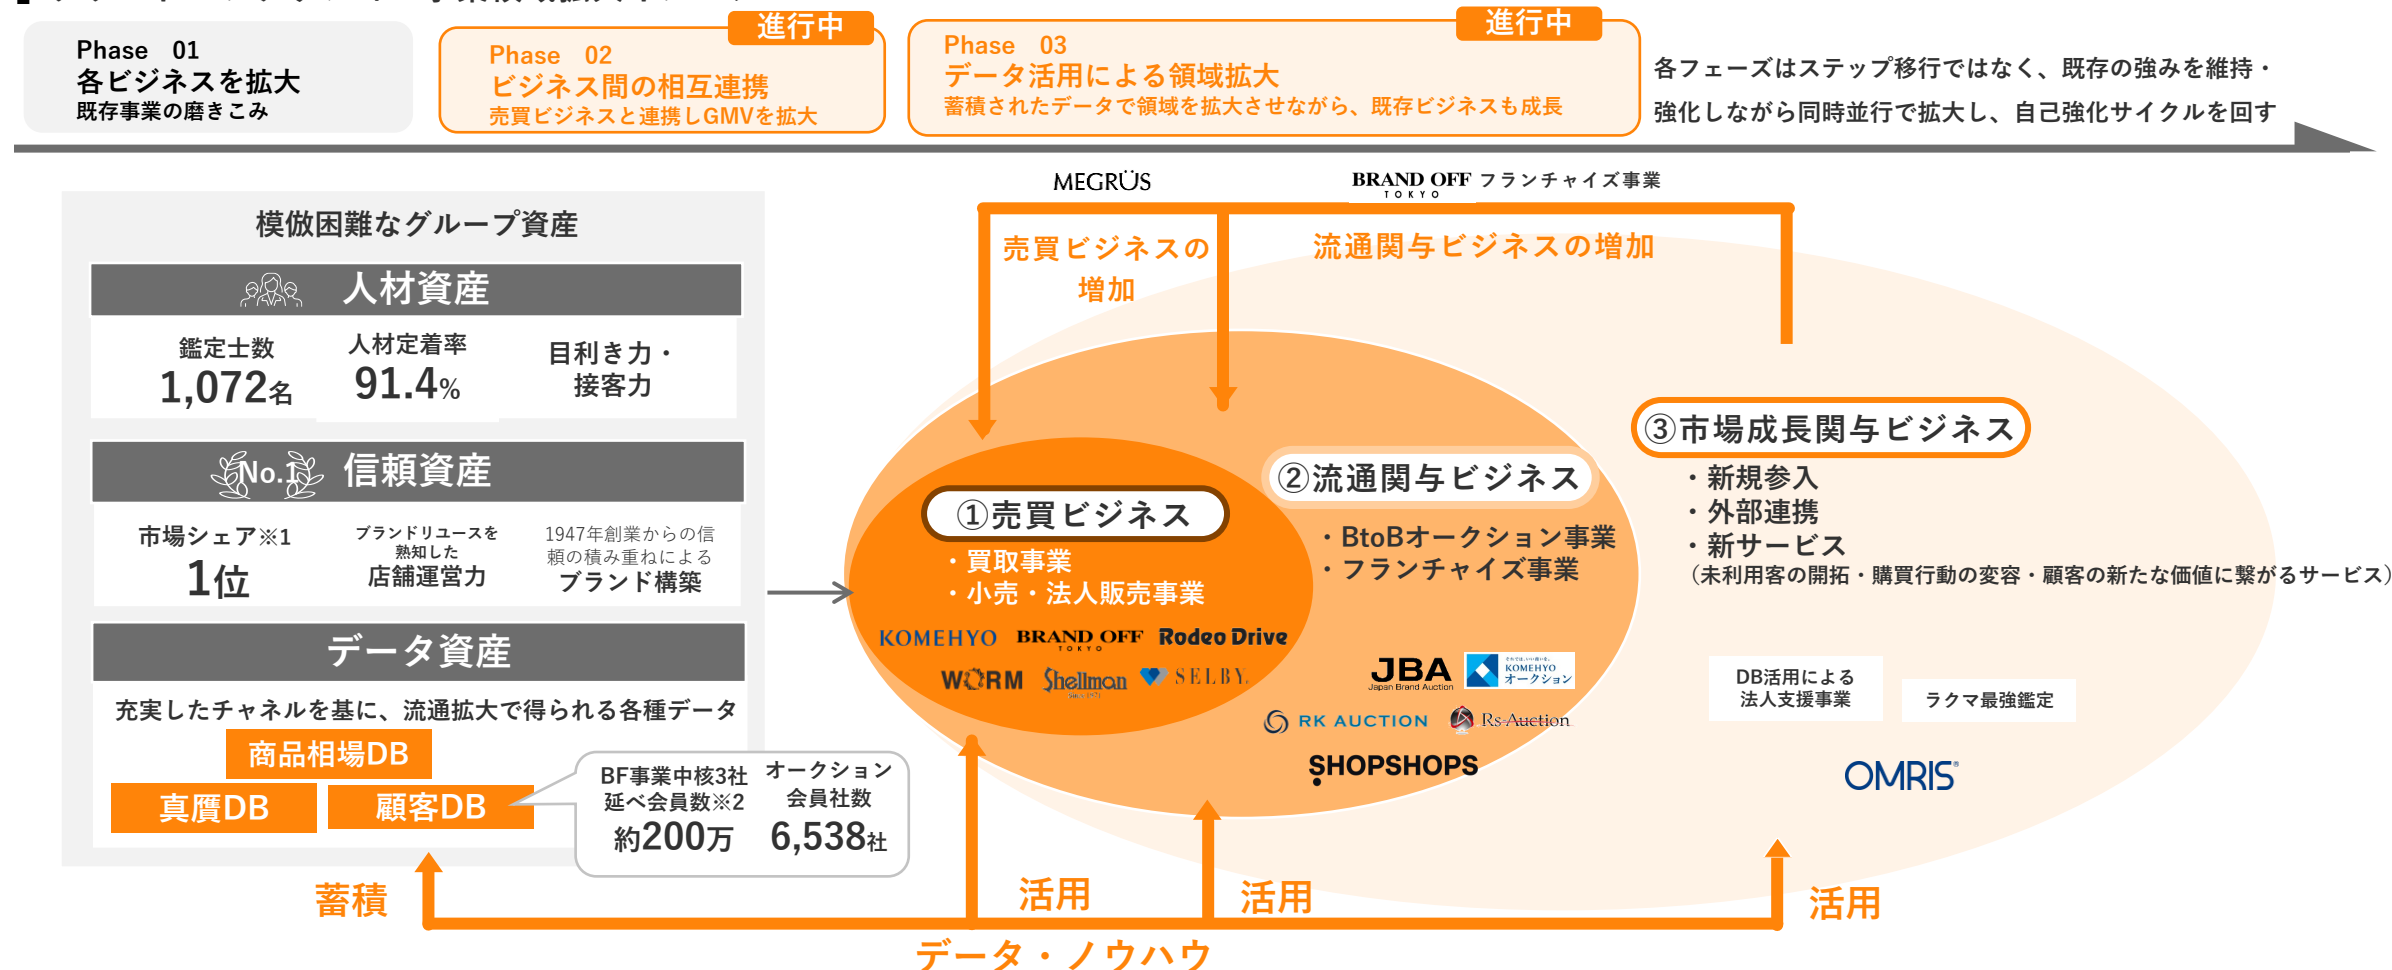 Phase 01
各ビジネスを拡大
既存事業の磨きこみ
進行中
Phase 02
ビジネス間の相互連携
売買ビジネスと連携しGMVを拡大
進行中
Phase 03
データ活用による領域拡大
蓄積されたデータで領域を拡大させながら、既存ビジネスも成長
各フェーズはステップ移行ではなく、既存の強みを維持・
強化しながら同時並行で拡大し、自己強化サイクルを回す
模倣困難なグループ資産
人材資産
鑑定士数
1,072名
人材定着率
91.4%
目利き力・
接客力
No.1
信頼資産
市場シェア※1
1位
ブランドリユースを
熟知した
店舗運営力
1947年創業からの信
頼の積み重ねによる
ブランド構築
データ資産
充実したチャネルを基に、流通拡大で得られる各種データ
商品相場DB
真贋DB
顧客DB
BF事業中核3社
延べ会員数※2
約200万
オークション
会員社数
6,538社
MEGRÜS
BRAND OFF
TOKYO
フランチャイズ事業
売買ビジネスの
増加
流通関与ビジネスの増加
①売買ビジネス
・買取事業
・小売・法人販売事業
KOMEHYO
BRAND OFF
TOKYO
Rodeo Drive
WORM
Shellman
since 1971
SELBY
②流通関与ビジネス
・BtoBオークション事業
・フランチャイズ事業
JBA
Japan Brand Auction
KOMEHYO
オークション
RK AUCTION
Rs-Auction
SHOPSHOPS
③市場成長関与ビジネス
・新規参入
・外部連携
・新サービス
（未利用客の開拓・購買行動の変容・顧客の新たな価値に繋がるサービス）
DB活用による
法人支援事業
ラクマ最強鑑定
OMRIS
蓄積
活用
活用
活用
データ・ノウハウ